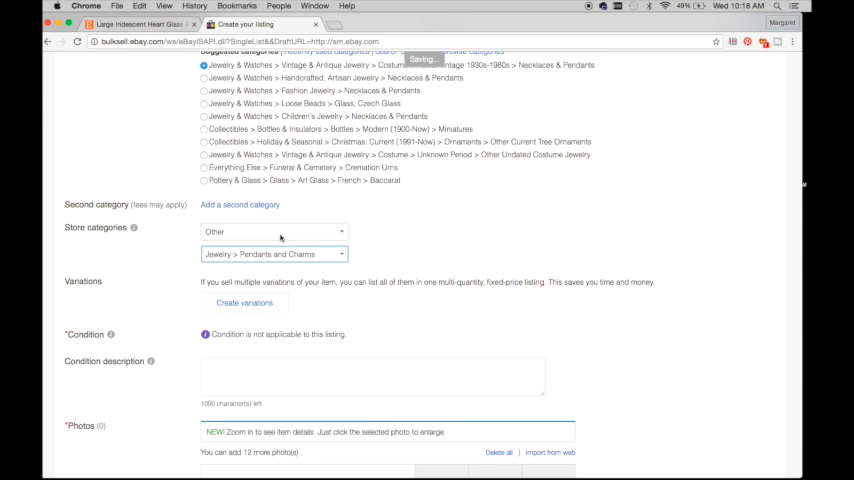 Chrome File Edit View History Bookmarks People Window Help 49% Wed 10:18 AM
Large Iridescent Heart Glass Create your listing Margaret
bulksell.ebay.com/ws/eBayISAPI.dll?SingleList&&DraftURL=http://sm.ebay.com
Suggested categories | Recently used categories | categories
Saving...
Jewelry & Watches > Vintage & Antique Jewelry > Costu 1930s-1980s > Necklaces & Pendants
Jewelry & Watches > Handcrafted, Artisan Jewelry > Necklaces & Pendants
Jewelry & Watches > Fashion Jewelry > Necklaces & Pendants
Jewelry & Watches > Loose Beads > Glass, Czech Glass
Jewelry & Watches > Children's Jewelry > Necklaces & Pendants
Collectibles > Bottles & Insulators > Bottles > Modern (1900-Now) > Miniatures
Collectibles > Holiday & Seasonal > Christmas: Current (1991-Now) > Ornaments > Other Current Tree Ornaments
Jewelry & Watches > Vintage & Antique Jewelry > Costume > Unknown Period > Other Undated Costume Jewelry
Everything Else > Funeral & Cemetery > Cremation Urns
Pottery & Glass > Glass > Art Glass > French > Baccarat
Second category (fees may apply) Add a second category
Store categories Other
Jewelry > Pendants and Charms
Variations If you sell multiple variations of your item, you can list all of them in one multi-quantity, fixed-price listing. This saves you time and money.
Create variations
*Condition Condition is not applicable to this listing.
Condition description
1000 character(s) left
*Photos (0) NEW! Zoom in to see item details. Just click the selected photo to enlarge.
You can add 12 more photo(s) Delete all | Import from web